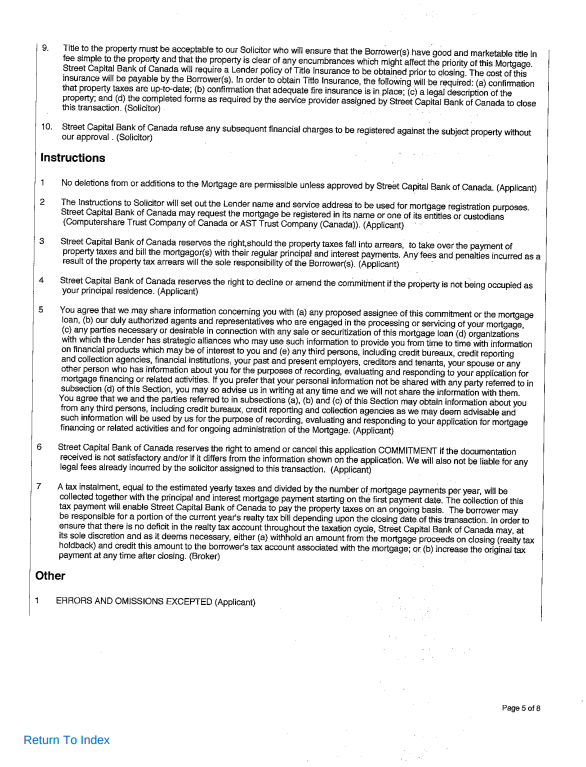 9. Title to the property must be acceptable to our Solicitor who will ensure that the Borrower(s) have good and marketable title in
fee simple to the property and that the property is clear of any encumbrances which might affect the priority of this Mortgage.
Street Capital Bank of Canada will require a Lender policy of Title Insurance to be obtained prior to closing. The cost of this
insurance will be payable by the Borrower(s). In order to obtain Title Insurance, the following will be required: (a) confirmation
that property taxes are up-to-date; (b) confirmation that adequate fire insurance is in place; (c) a legal description of the
property; and (d) the completed forms as required by the service provider assigned by Street Capital Bank of Canada to close
this transaction. (Solicitor)
10. Street Capital Bank of Canada refuse any subsequent financial charges to be registered against the subject property without
our approval . (Solicitor)
Instructions
1 No deletions from or additions to the Mortgage are permissible unless approved by Street Capital Bank of Canada. (Applicant)
2 The Instructions to Solicitor will set out the Lender name and service address to be used for mortgage registration purposes.
Street Capital Bank of Canada may request the mortgage be registered in its name or one of its entities or custodians
(Computershare Trust Company of Canada or AST Trust Company (Canada)). (Applicant)
3 Street Capital Bank of Canada reserves the right,should the property taxes fall into arrears, to take over the payment of
property taxes and bill the mortgagor(s) with their regular principal and interest payments. Any fees and penalties incurred as a
result of the property tax arrears will the sole responsibility of the Borrower(s). (Applicant)
4 Street Capital Bank of Canada reserves the right to decline or amend the commitment if the property is not being occupied as
your principal residence. (Applicant)
5 You agree that we may share information concerning you with (a) any proposed assignee of this commitment or the mortgage
loan, (b) our duly authorized agents and representatives who are engaged in the processing or servicing of your mortgage,
(c) any parties necessary or desirable in connection with any sale or securitization of this mortgage loan (d) organizations
with which the Lender has strategic alliances who may use such information to provide you from time to time with information
on financial products which may be of interest to you and (e) any third persons, including credit bureaux, credit reporting
and collection agencies, financial institutions, your past and present employers, creditors and tenants, your spouse or any
other person who has information about you for the purposes of recording, evaluating and responding to your application for
mortgage financing or related activities. If you prefer that your personal information not be shared with any party referred to in
subsection (d) of this Section, you may so advise us in writing at any time and we will not share the information with them.
You agree that we and the parties referred to in subsections (a), (b) and (c) of this Section may obtain information about you
from any third persons, including credit bureaux, credit reporting and collection agencies as we may deem advisable and
such information will be used by us for the purpose of recording, evaluating and responding to your application for mortgage
financing or related activities and for ongoing administration of the Mortgage. (Applicant)
6 Street Capital Bank of Canada reserves the right to amend or cancel this application COMMITMENT if the documentation
received is not satisfactory and/or if it differs from the information shown on the application. We will also not be liable for any
legal fees already incurred by the solicitor assigned to this transaction. (Applicant)
7 A tax instalment, equal to the estimated yearly taxes and divided by the number of mortgage payments per year, will be
collected together with the principal and interest mortgage payment starting on the first payment date. The collection of this
tax payment will enable Street Capital Bank of Canada to pay the property taxes on an ongoing basis. The borrower may
be responsible for a portion of the current year's realty tax bill depending upon the closing date of this transaction. In order to
ensure that there is no deficit in the realty tax account throughout the taxation cycle, Street Capital Bank of Canada may, at
its sole discretion and as it deems necessary, either (a) withhold an amount from the mortgage proceeds on closing (realty tax
holdback) and credit this amount to the borrower's tax account associated with the mortgage; or (b) increase the original tax
payment at any time after closing. (Broker)
Other
1 ERRORS AND OMISSIONS EXCEPTED (Applicant)
Page 5 of 8
Return To Index